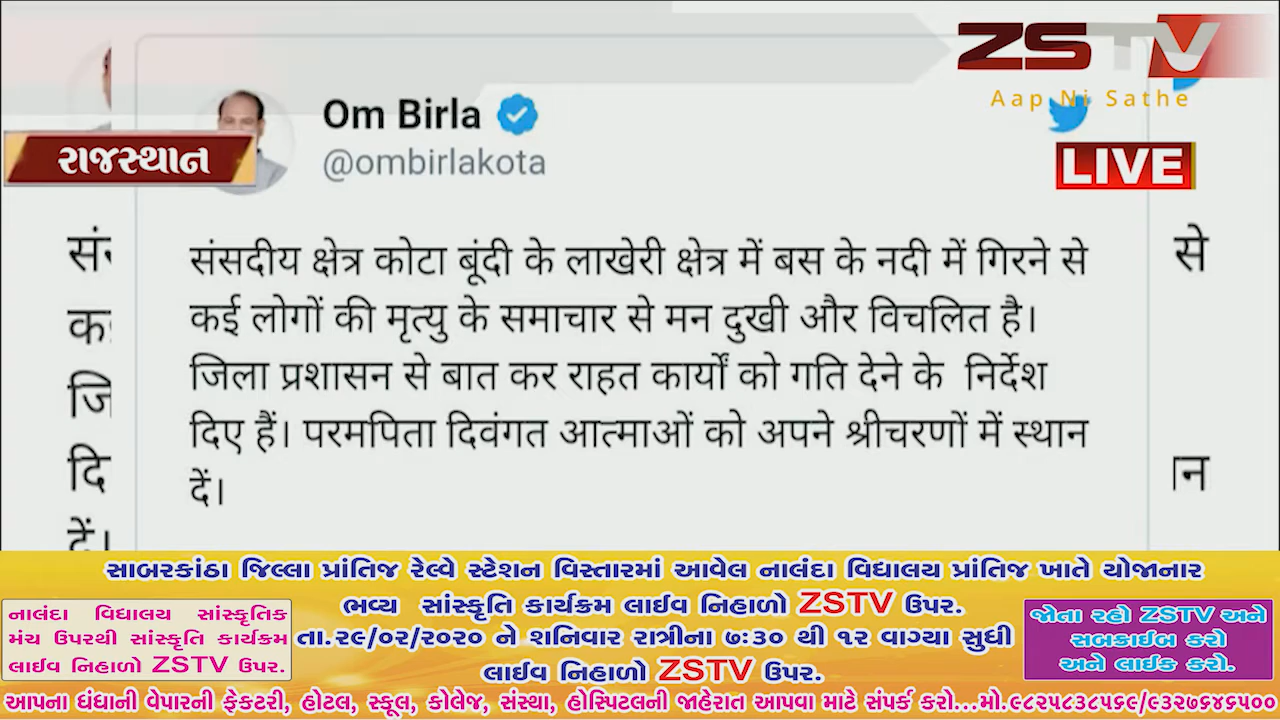 ZSTV
Aap Ni Sathe
Om Birla
@ombirlakota
રાજસ્થાન
LIVE
संसदीय क्षेत्र कोटा बूंदी के लाखेरी क्षेत्र में बस के नदी में गिरने से
कई लोगों की मृत्यु के समाचार से मन दुखी और विचलित है।
जिला प्रशासन से बात कर राहत कार्यों को गति देने के निर्देश
दिए हैं। परमपिता दिवंगत आत्माओं को अपने श्रीचरणों में स्थान
दें।
સાબરકાંઠા જિલ્લા પ્રાંતિજ રેલ્વે સ્ટેશન વિસ્તારમાં આવેલ નાલંદા વિદ્યાલય પ્રાંતિજ ખાતે યોજાનાર
ભવ્ય સાંસ્કૃતિ કાર્યક્રમ લાઈવ નિહાળો ZSTV ઉપર.
તા.૨૯/૦૨/૨૦૨૦ ને શનિવાર રાત્રીના ૭:૩૦ થી ૧૨ વાગ્યા સુધી
લાઈવ નિહાળો ZSTV ઉપર.
નાલંદા વિદ્યાલય સાંસ્કૃતિક
મંચ ઉપરથી સાંસ્કૃતિ કાર્યક્રમ
લાઈવ નિહાળો ZSTV ઉપર.
જોતા રહો ZSTV અને
સબકાઈબ કરો
અને લાઈક કરો.
આપના ધંધાની વેપારની ફેકટરી, હોટલ, સ્કૂલ, કોલેજ, સંસ્થા, હોસ્પિટલની જાહેરાત આપવા માટે સંપર્ક કરો...મો.૯૮૨૫૮૩૮૫૬૯/૯૩૨૭૬૪૬૫૦૦